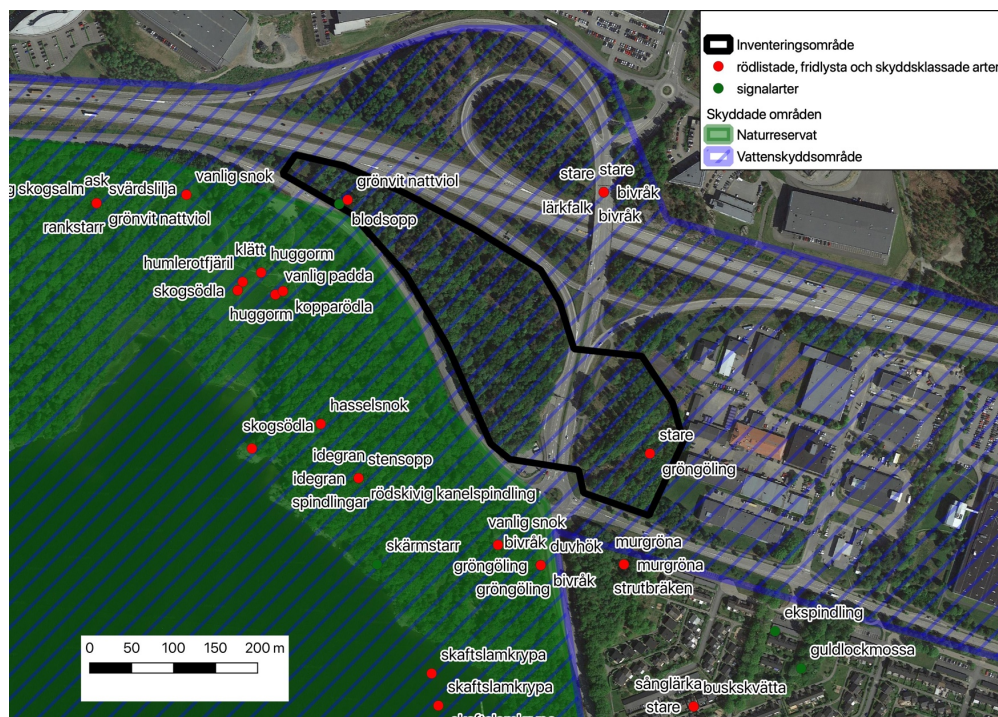 Inventeringsområde
rödlistade, fridlysta och skyddsklassade arter
signalarter
Skyddade områden
Naturreservat
Vattenskyddsområde
vanlig snok
ask
svärdslilja
g skogsalm
grönvit nattviol
rankstarr
grönvit nattviol
blodsopp
stare
stare
bivråk
lärkfalk
bivråk
klätt
huggorm
humlerotfjäril
vanlig padda
skogsödla
kopparödla
huggorm
hasselsnok
skogsödla
stare
gröngöling
idegran
stensopp
idegran
rödskivig kanelspindling
spindlingar
vanlig snok
skärmstarr
bivråk
duvhök
murgröna
gröngöling
bivråk
murgröna
gröngöling
strutbräken
ekspindling
guldlockmossa
skaftslamkrypa
skaftslamkrypa
sånglärka
buskskvätta
stare
0 50 100 150 200 m